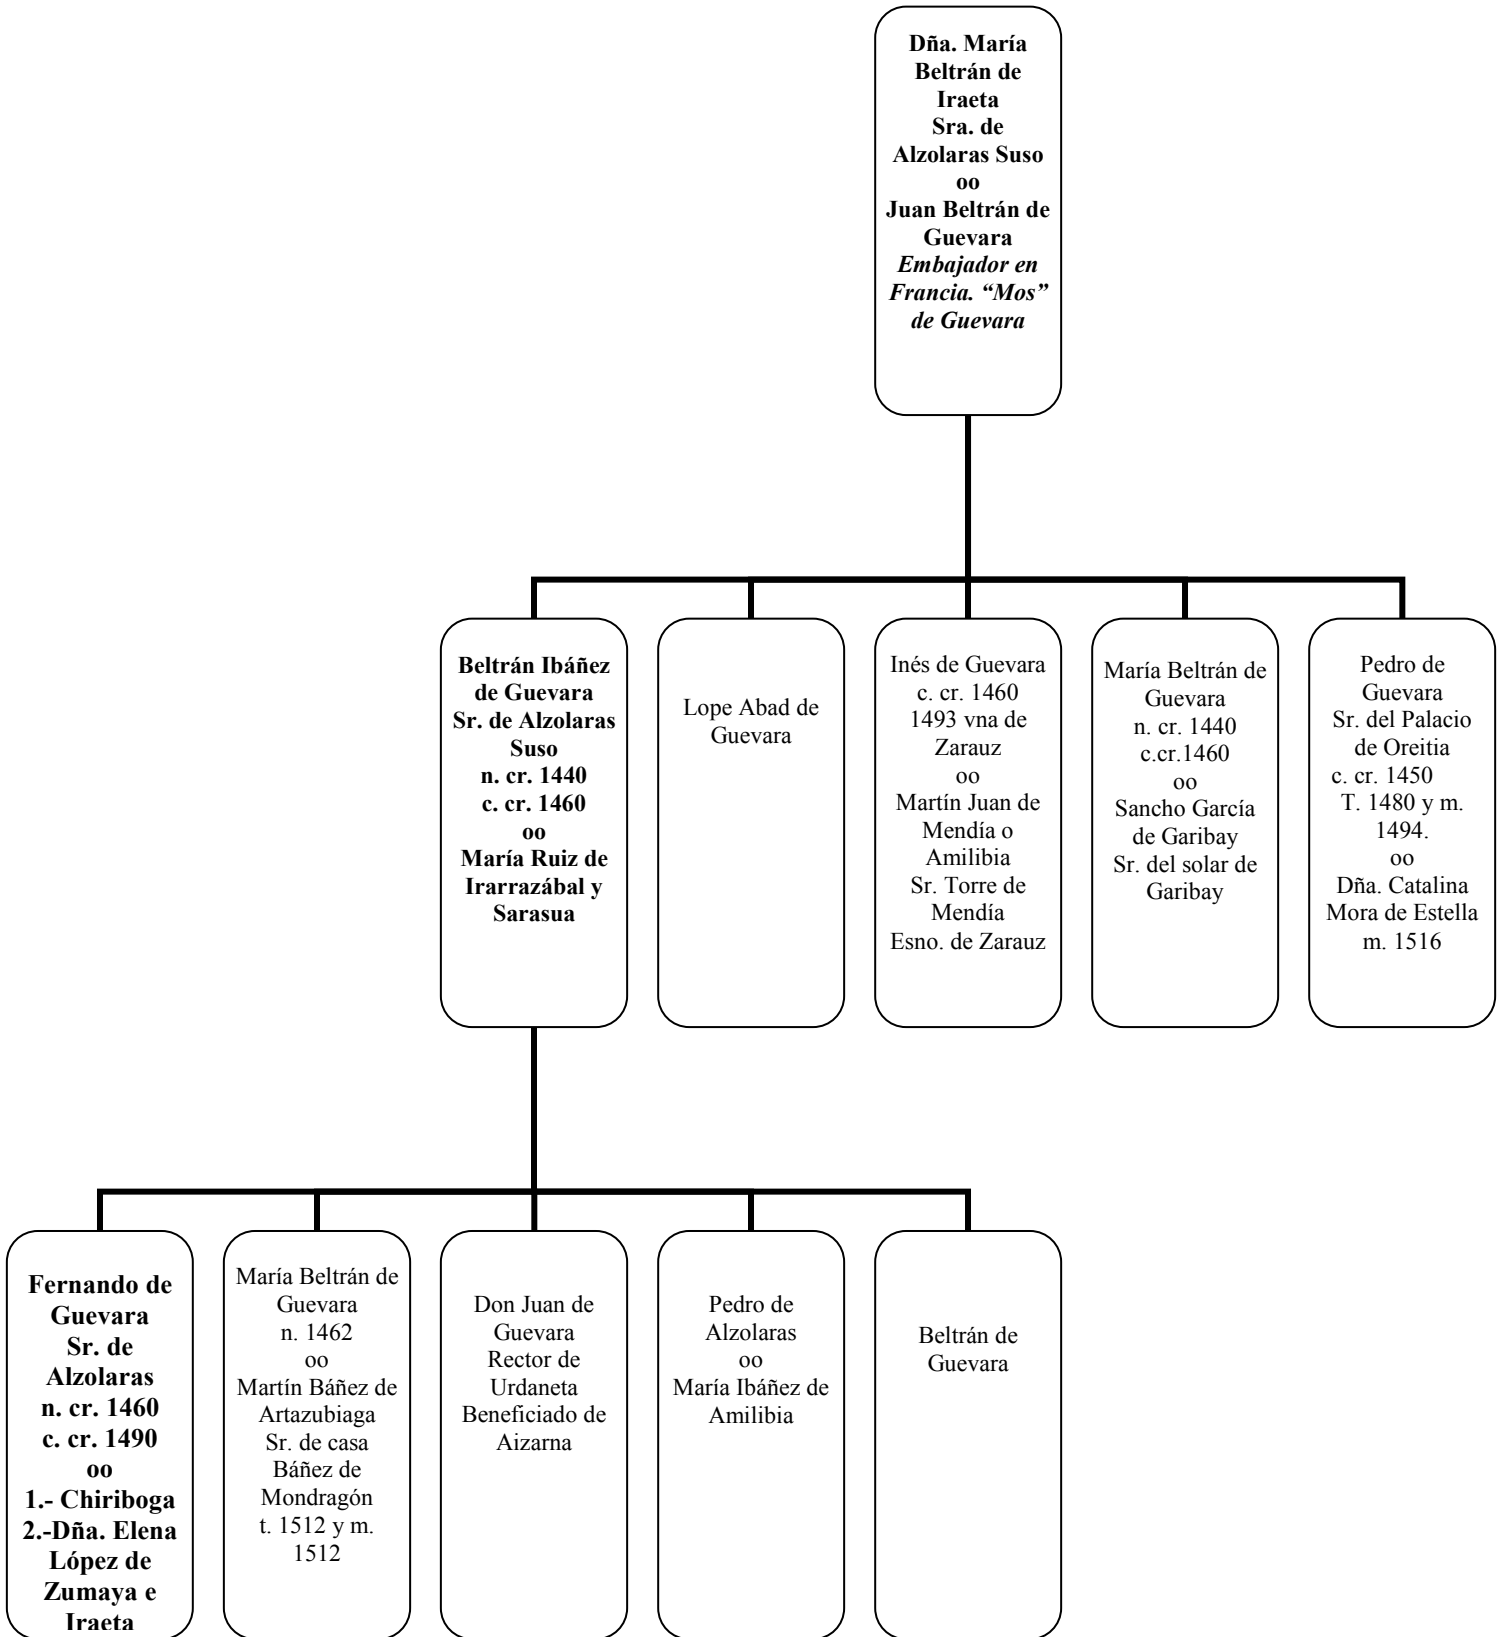 Dña. María
Beltrán de
Iraeta
Sra. de
Alzolaras Suso
oo
Juan Beltrán de
Guevara
Embajador en
Francia. “Mos”
de Guevara
Beltrán Ibáñez
de Guevara
Sr. de Alzolaras
Suso
n. cr. 1440
c. cr. 1460
oo
María Ruiz de
Irarrazábal y
Sarasua
Lope Abad de
Guevara
Inés de Guevara
c. cr. 1460
1493 vna de
Zarauz
oo
Martín Juan de
Mendía o
Amilibia
Sr. Torre de
Mendía
Esno. de Zarauz
María Beltrán de
Guevara
n. cr. 1440
c.cr.1460
oo
Sancho García
de Garibay
Sr. del solar de
Garibay
Pedro de
Guevara
Sr. del Palacio
de Oreitia
c. cr. 1450
T. 1480 y m.
1494.
oo
Dña. Catalina
Mora de Estella
m. 1516
Fernando de
Guevara
Sr. de
Alzolaras
n. cr. 1460
c. cr. 1490
oo
1.- Chiriboga
2.-Dña. Elena
López de
Zumaya e
Iraeta
María Beltrán de
Guevara
n. 1462
oo
Martín Báñez de
Artazubiaga
Sr. de casa
Báñez de
Mondragón
t. 1512 y m.
1512
Don Juan de
Guevara
Rector de
Urdaneta
Beneficiado de
Aizarna
Pedro de
Alzolaras
oo
María Ibáñez de
Amilibia
Beltrán de
Guevara